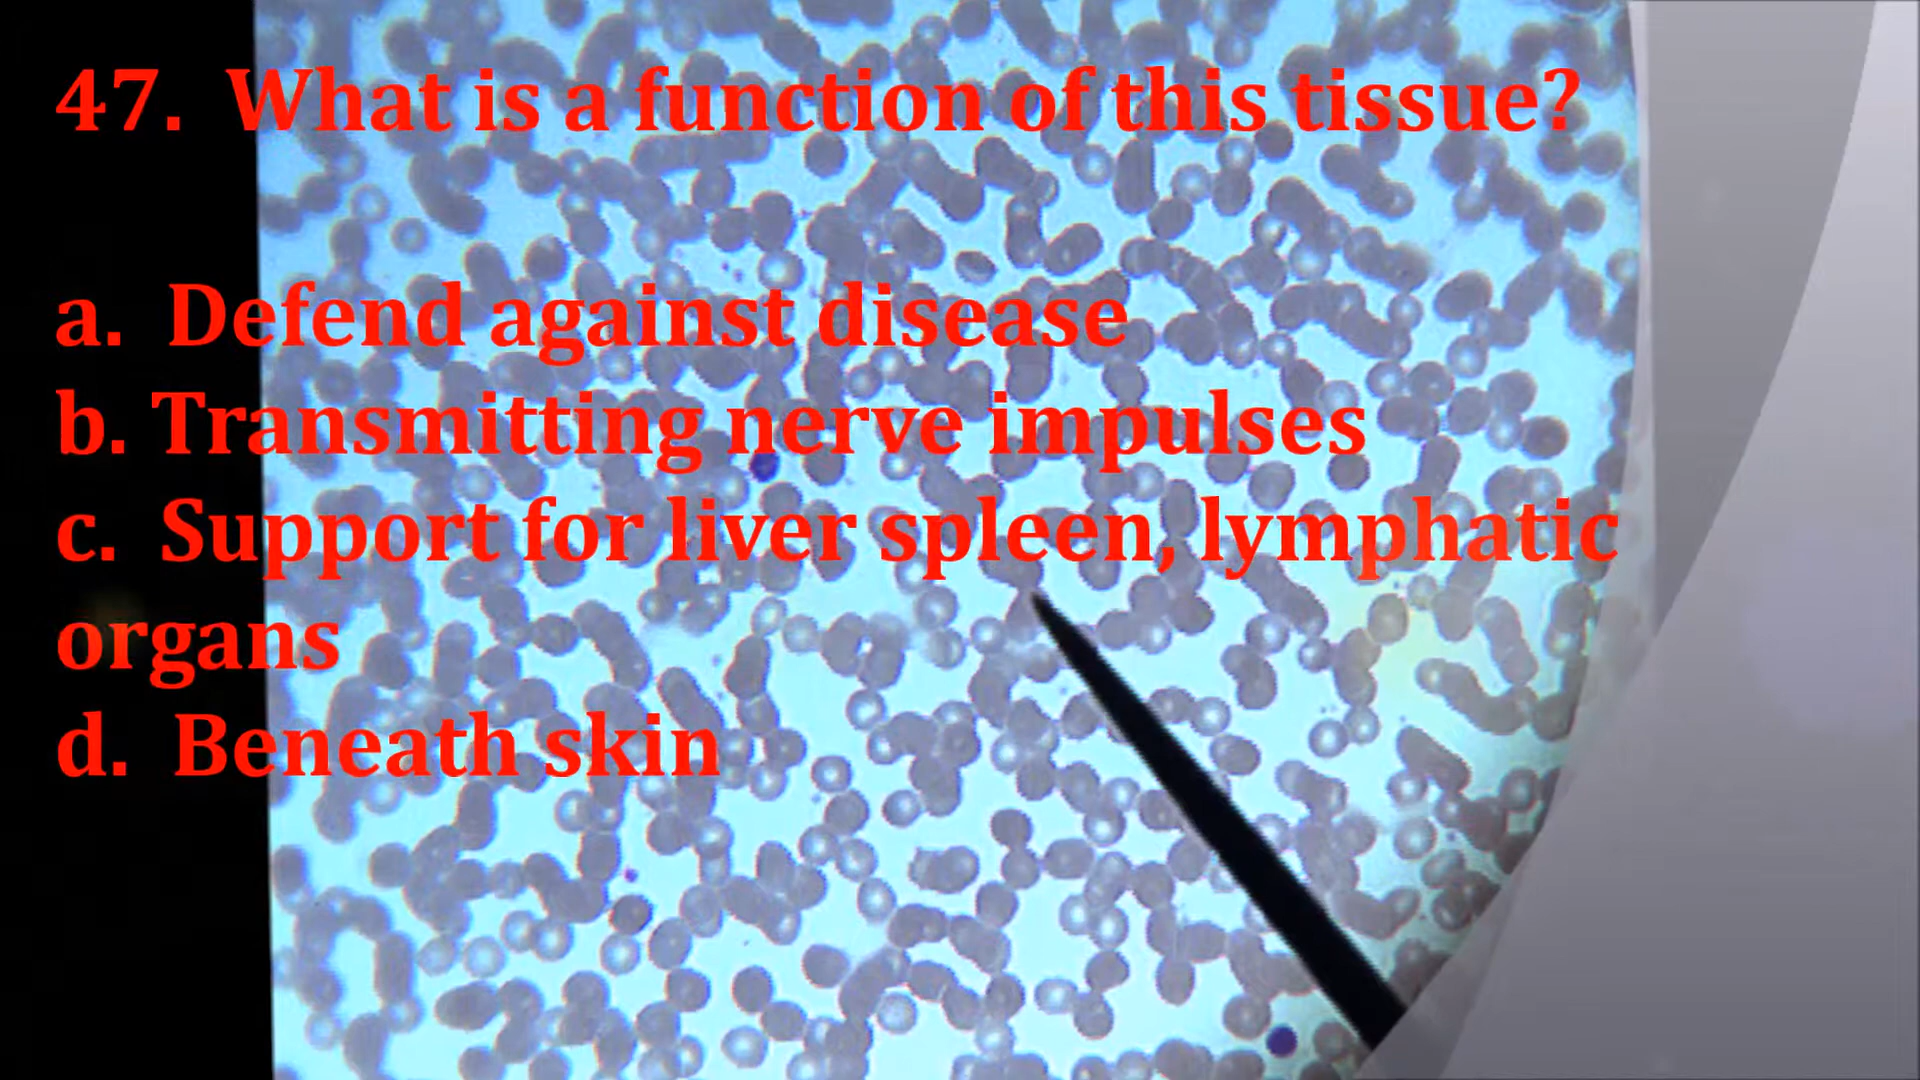 47. What is a function of this tissue?
a. Defend against disease
b. Transmitting nerve impulses
c. Support for liver spleen, lymphatic
organs
d. Beneath skin